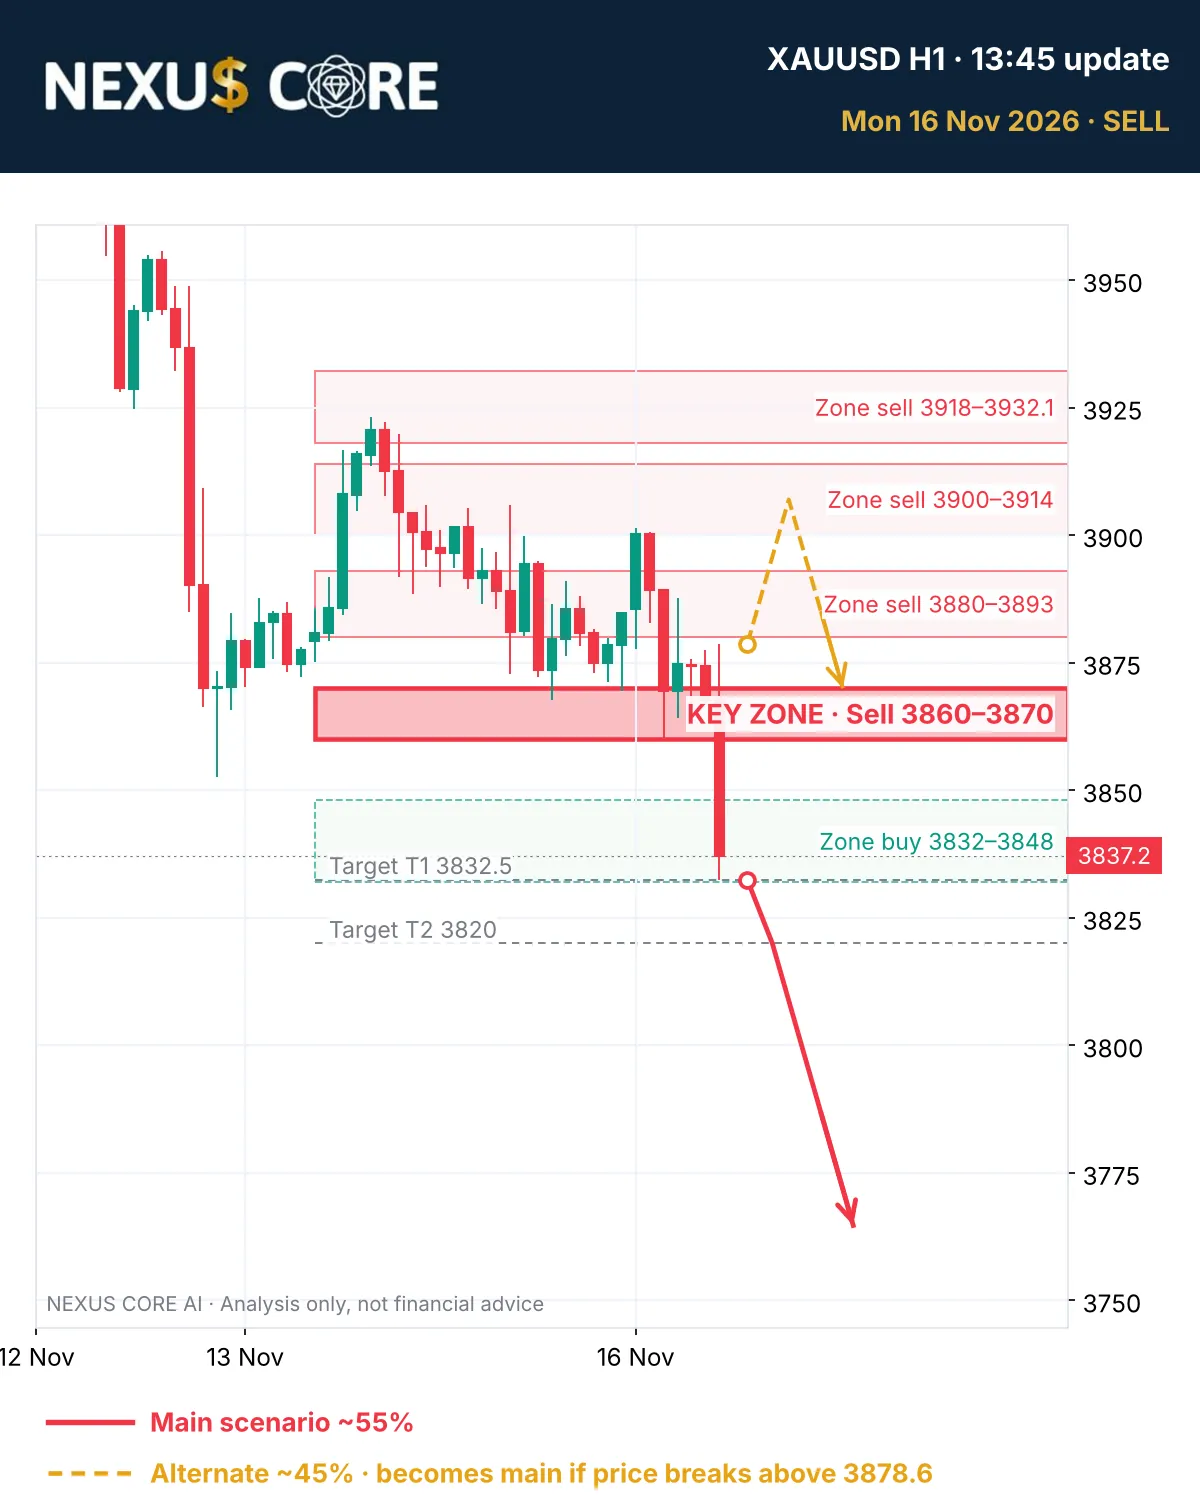 NEXU$ CORE
XAUUSD H1 · 13:45 update
Mon 16 Nov 2026 · SELL
3950
Zone sell 3918–3932.1
3925
Zone sell 3900–3914
3900
Zone sell 3880–3893
3875
KEY ZONE · Sell 3860–3870
3850
Zone buy 3832–3848
3837.2
Target T1 3832.5
3825
Target T2 3820
3800
3775
NEXUS CORE AI · Analysis only, not financial advice
3750
12 Nov
13 Nov
16 Nov
Main scenario ~55%
Alternate ~45% · becomes main if price breaks above 3878.6